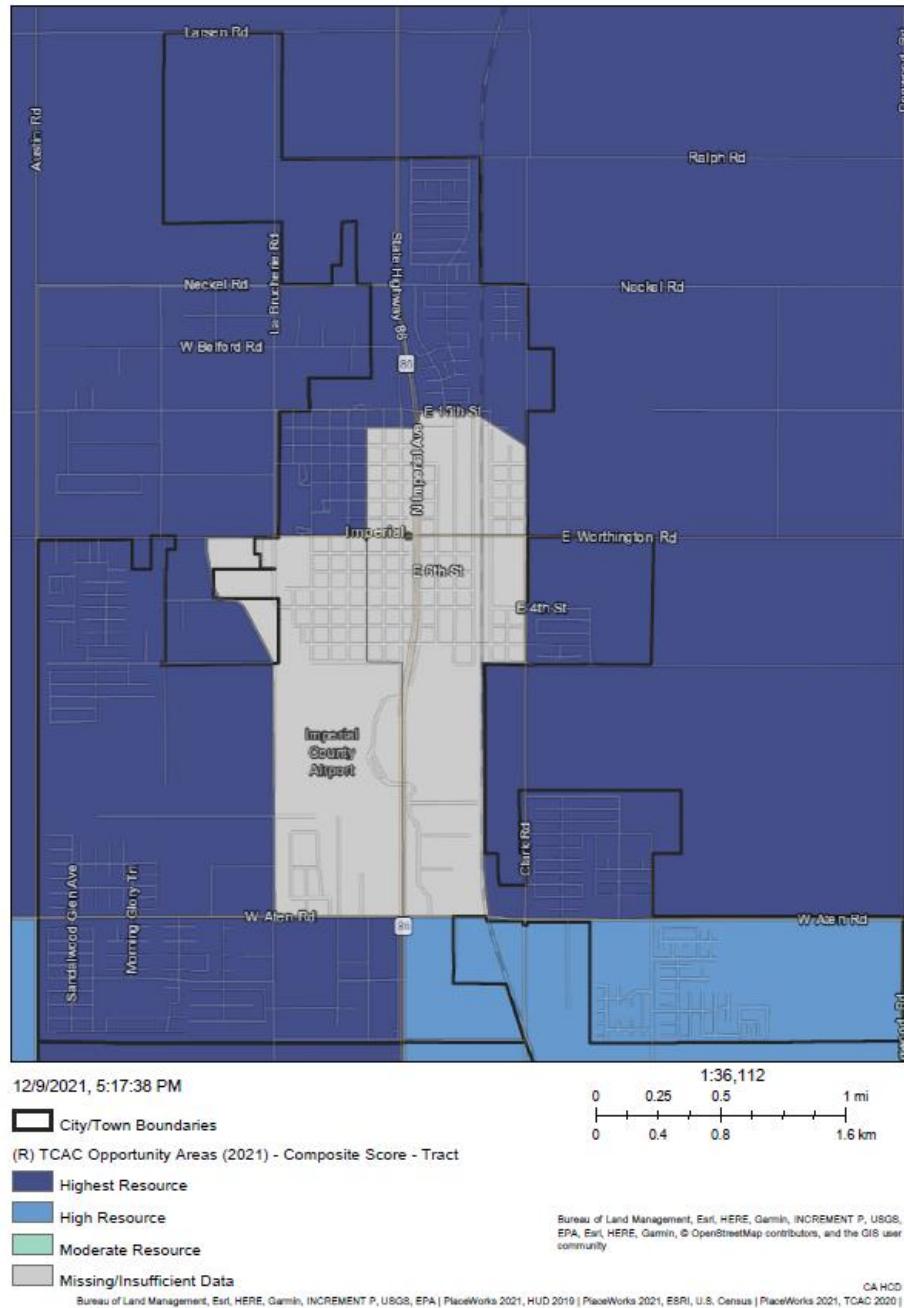 Larsen Rd
Austin Rd
Ralph Rd
La Brucherie Rd
State Highway 86
Neckel Rd
Neckel Rd
W Belford Rd
86
E 15th St
N Imperial Ave
Imperial
E Worthington Rd
E 6th St
E 4th St
Imperial
County
Airport
Clark Rd
Sandalwood Glen Ave
Morning Glory Trl
W Aten Rd
86
W Aten Rd
12/9/2021, 5:17:38 PM
1:36,112
0 0.25 0.5 1 mi
0 0.4 0.8 1.6 km
City/Town Boundaries
(R) TCAC Opportunity Areas (2021) - Composite Score - Tract
Highest Resource
High Resource
Moderate Resource
Missing/Insufficient Data
Bureau of Land Management, Esri, HERE, Garmin, INCREMENT P, USGS,
EPA, Esri, HERE, Garmin, © OpenStreetMap contributors, and the GIS user
community
CA HCD
Bureau of Land Management, Esri, HERE, Garmin, INCREMENT P, USGS, EPA | PlaceWorks 2021, HUD 2019 | PlaceWorks 2021, ESRI, U.S. Census | PlaceWorks 2021, TCAC 2020 |